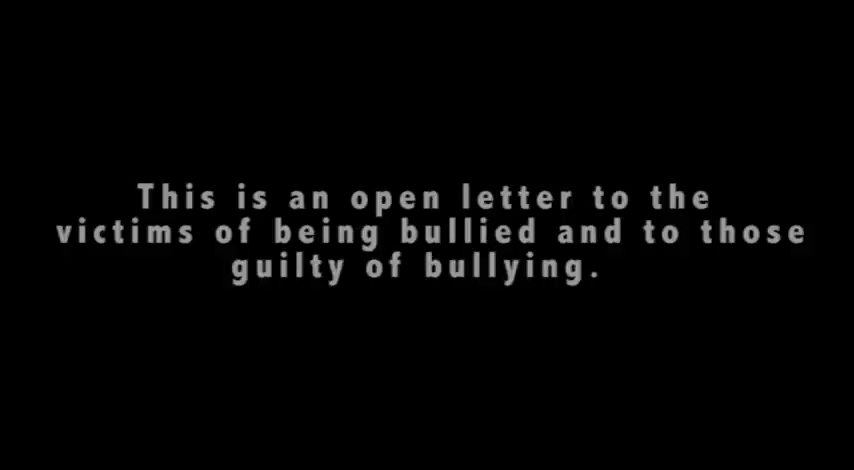 This is an open letter to the
victims of being bullied and to those
guilty of bullying.